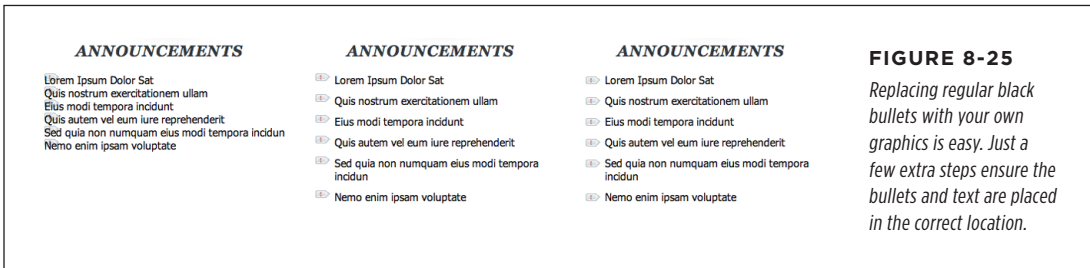 ANNOUNCEMENTS
Lorem Ipsum Dolor Sat
Quis nostrum exercitationem ullam
Eius modi tempora incidunt
Quis autem vel eum iure reprehenderit
Sed quia non numquam eius modi tempora incidun
Nemo enim ipsam voluptate
ANNOUNCEMENTS
Lorem Ipsum Dolor Sat
Quis nostrum exercitationem ullam
Eius modi tempora incidunt
Quis autem vel eum iure reprehenderit
Sed quia non numquam eius modi tempora
incidun
Nemo enim ipsam voluptate
ANNOUNCEMENTS
Lorem Ipsum Dolor Sat
Quis nostrum exercitationem ullam
Eius modi tempora incidunt
Quis autem vel eum iure reprehenderit
Sed quia non numquam eius modi tempora
incidun
Nemo enim ipsam voluptate
FIGURE 8-25
Replacing regular black
bullets with your own
graphics is easy. Just a
few extra steps ensure the
bullets and text are placed
in the correct location.